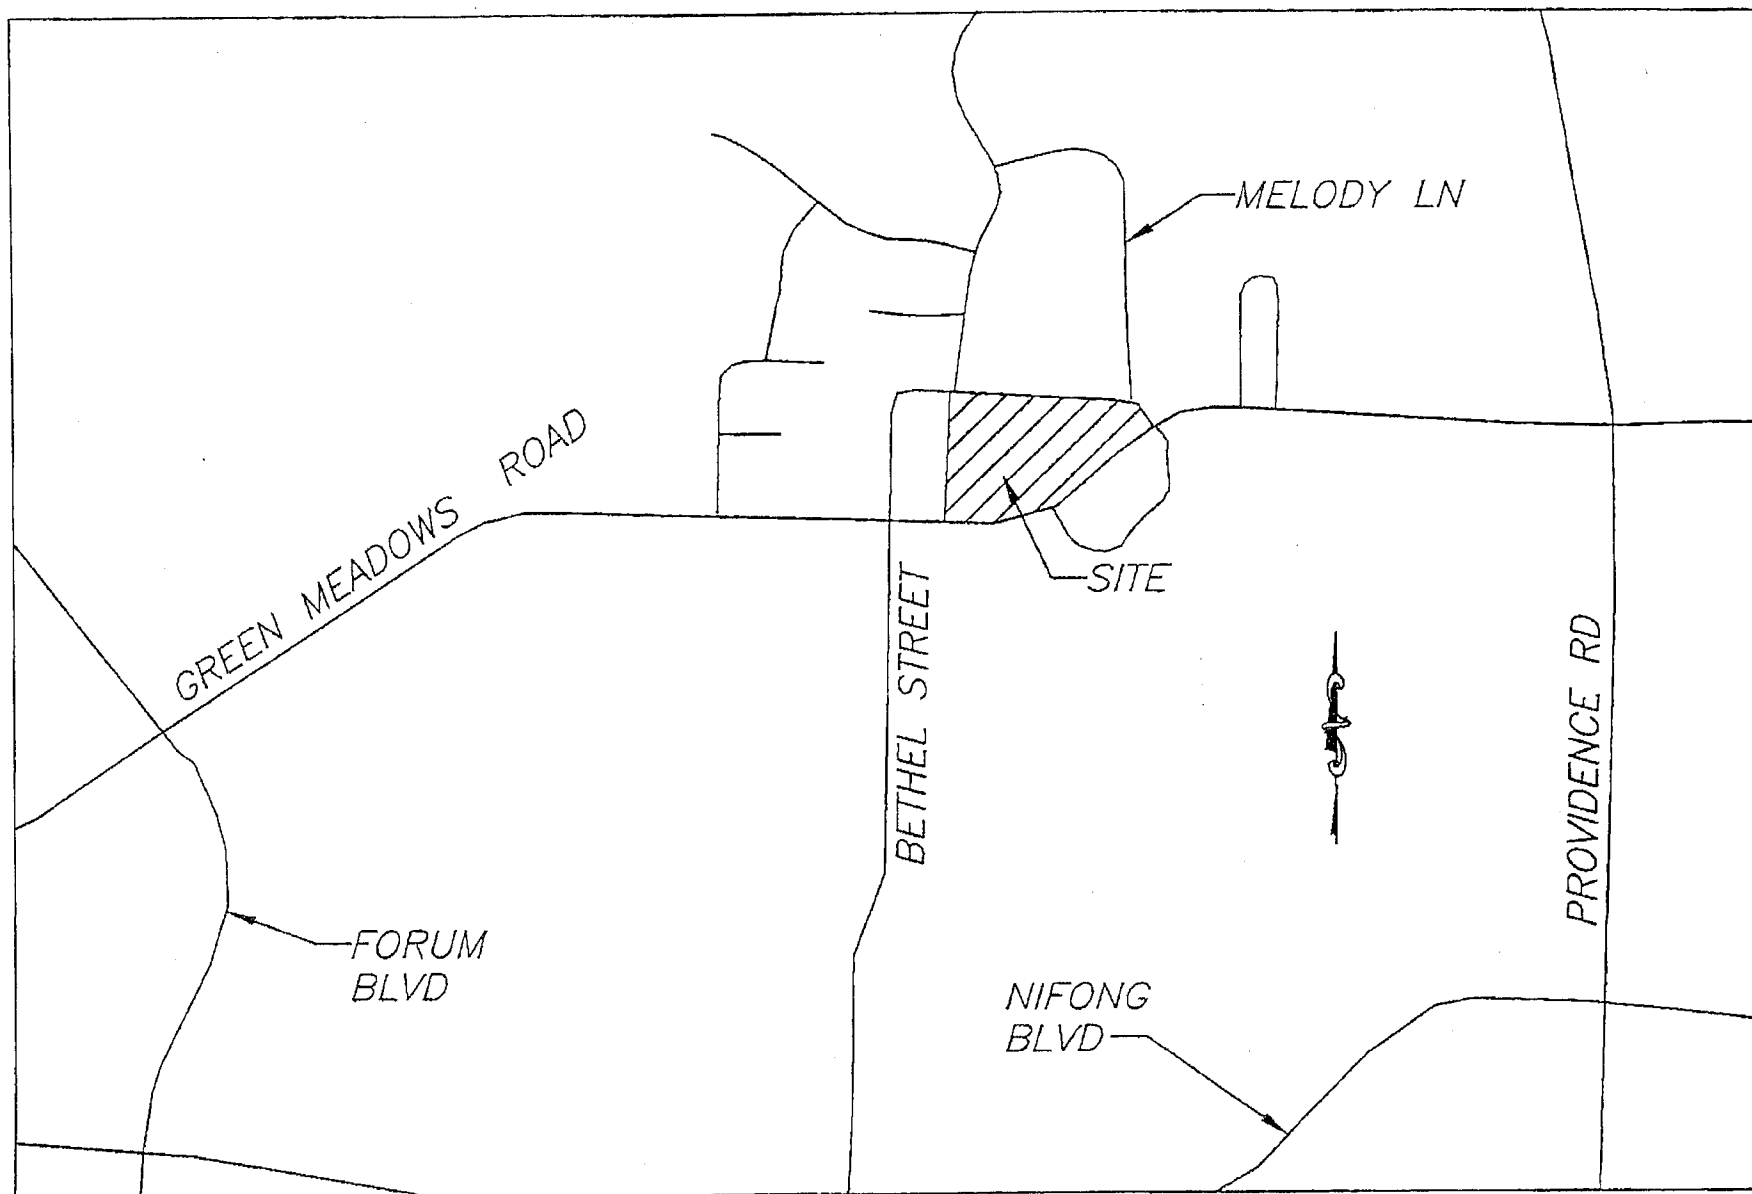 MELODY LN
GREEN MEADOWS ROAD
SITE
BETHEL STREET
PROVIDENCE RD
FORUM
BLVD
NIFONG
BLVD